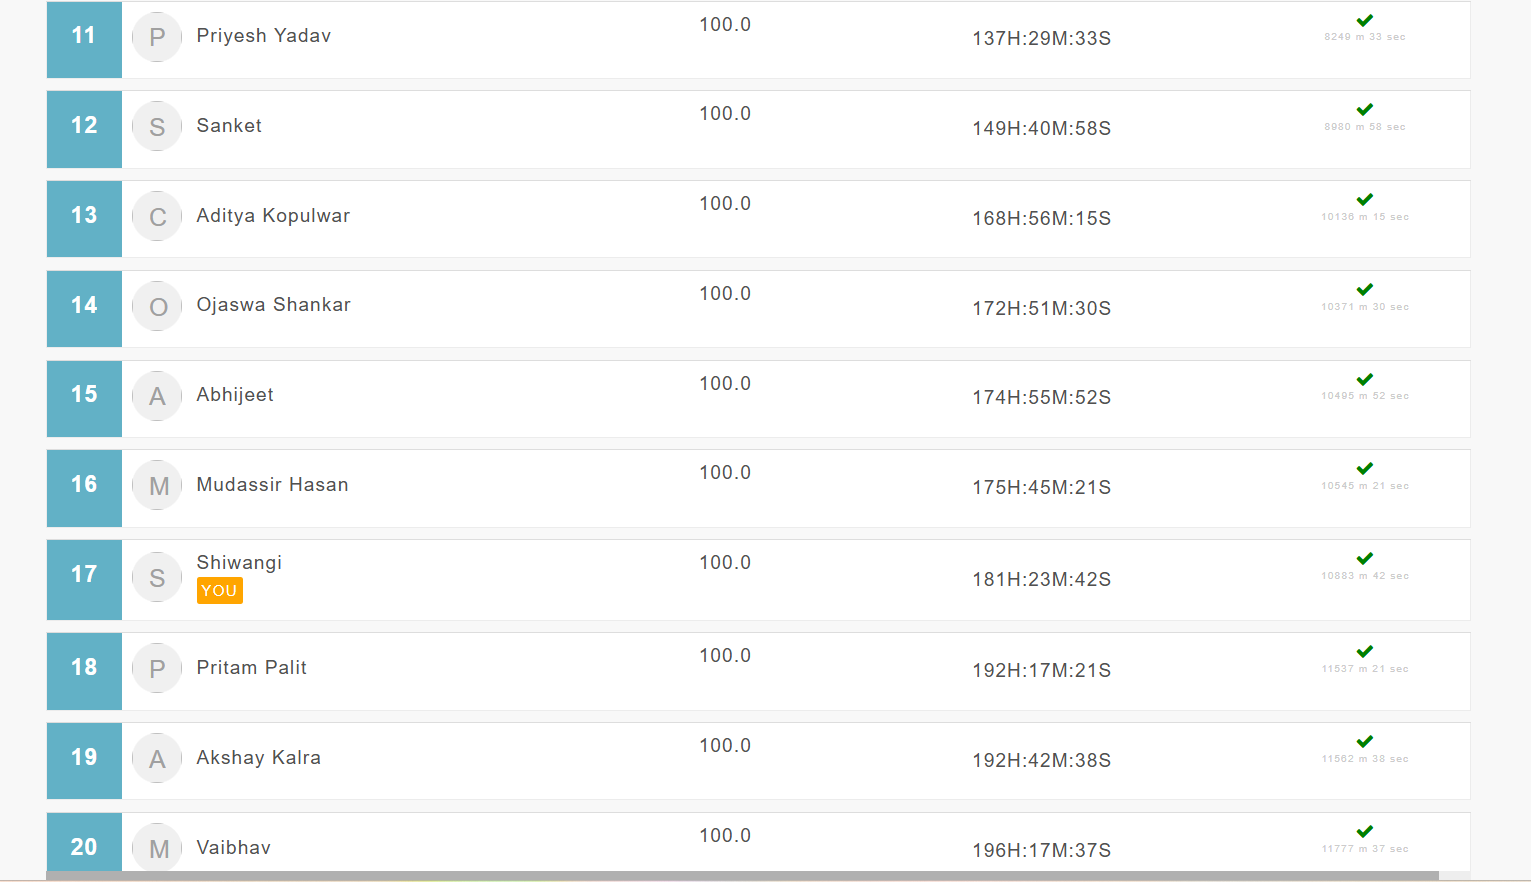 11 P Priyesh Yadav 100.0 137H:29M:33S 8249 m 33 sec
12 S Sanket 100.0 149H:40M:58S 8980 m 58 sec
13 C Aditya Kopulwar 100.0 168H:56M:15S 10136 m 15 sec
14 O Ojaswa Shankar 100.0 172H:51M:30S 10371 m 30 sec
15 A Abhijeet 100.0 174H:55M:52S 10495 m 52 sec
16 M Mudassir Hasan 100.0 175H:45M:21S 10545 m 21 sec
17 S Shiwangi 100.0 181H:23M:42S 10883 m 42 sec
YOU
18 P Pritam Palit 100.0 192H:17M:21S 11537 m 21 sec
19 A Akshay Kalra 100.0 192H:42M:38S 11562 m 38 sec
20 M Vaibhav 100.0 196H:17M:37S 11777 m 37 sec